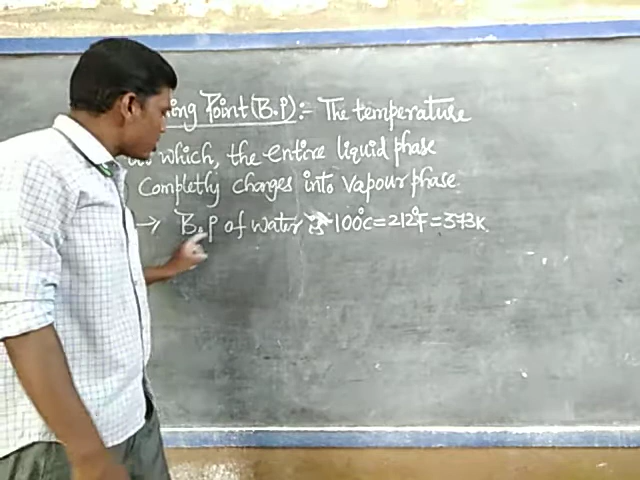 ing Point (B.P):- The temperature
which, the entire liquid phase
Completly changes into vapour phase.
→ B.P of water is 100°C = 212°F = 373K.